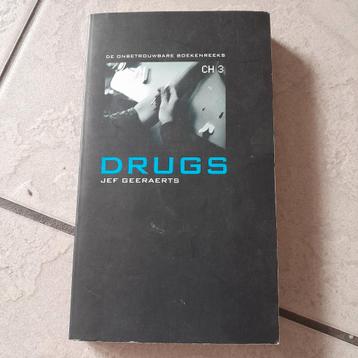 DE ONBETROUWBARE BOEKENREEKS
CH 3
DRUGS
JEF GEERAERTS